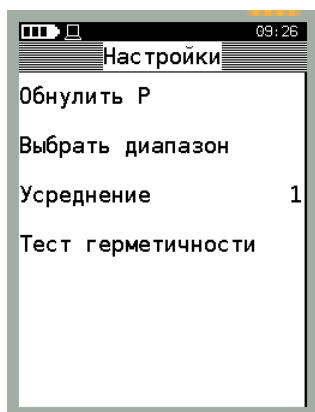 09:26
Настройки
Обнулить P
Выбрать диапазон
Усреднение 1
Тест герметичности